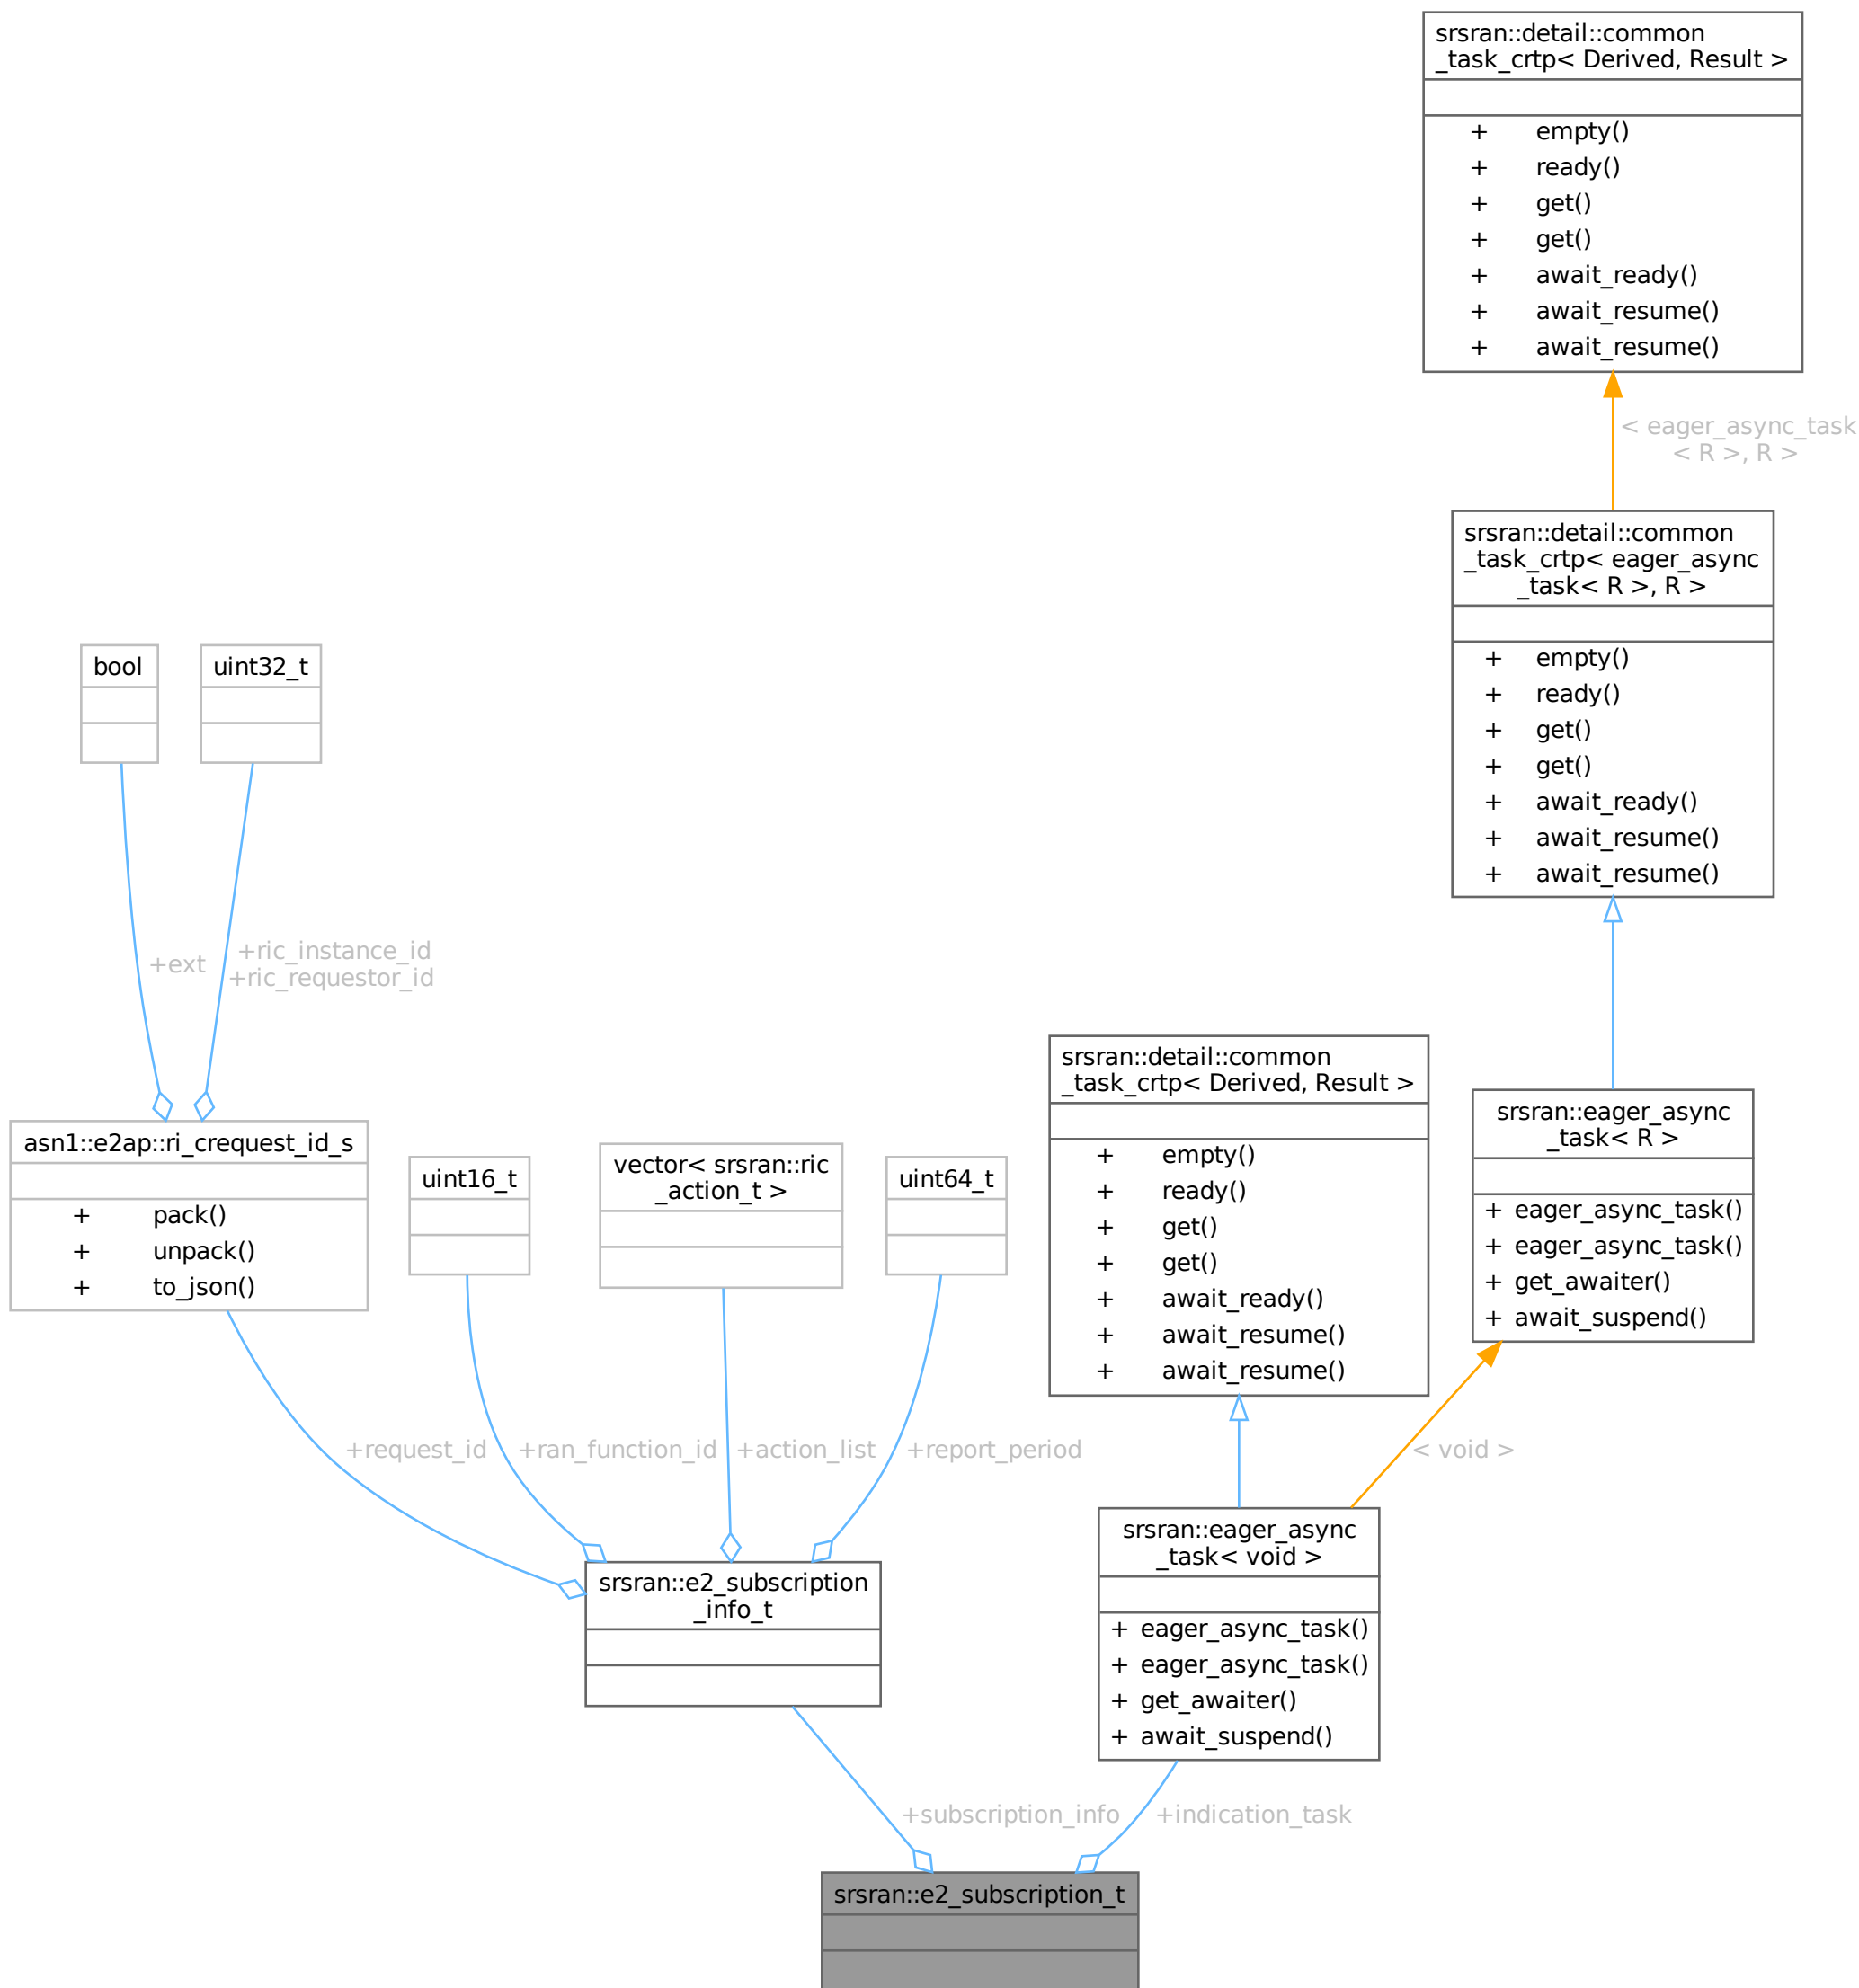 srsran::detail::common
_task_crtp< Derived, Result >
+ empty()
+ ready()
+ get()
+ get()
+ await_ready()
+ await_resume()
+ await_resume()
< eager_async_task
< R >, R >
srsran::detail::common
_task_crtp< eager_async
_task< R >, R >
+ empty()
+ ready()
+ get()
+ get()
+ await_ready()
+ await_resume()
+ await_resume()
bool
uint32_t
+ext
+ric_instance_id
+ric_requestor_id
asn1::e2ap::ri_crequest_id_s
+ pack()
+ unpack()
+ to_json()
uint16_t
vector< srsran::ric
_action_t >
uint64_t
srsran::detail::common
_task_crtp< Derived, Result >
+ empty()
+ ready()
+ get()
+ get()
+ await_ready()
+ await_resume()
+ await_resume()
srsran::eager_async
_task< R >
+ eager_async_task()
+ eager_async_task()
+ get_awaiter()
+ await_suspend()
+request_id
+ran_function_id
+action_list
+report_period
< void >
srsran::e2_subscription
_info_t
srsran::eager_async
_task< void >
+ eager_async_task()
+ eager_async_task()
+ get_awaiter()
+ await_suspend()
+subscription_info
+indication_task
srsran::e2_subscription_t